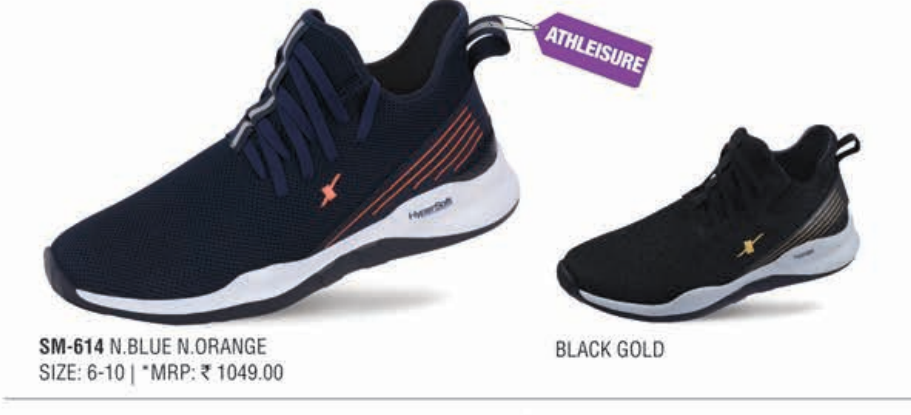 ATHLEISURE
HyperSoft
SM-614 N.BLUE N.ORANGE
SIZE: 6-10 | *MRP: ₹ 1049.00
BLACK GOLD